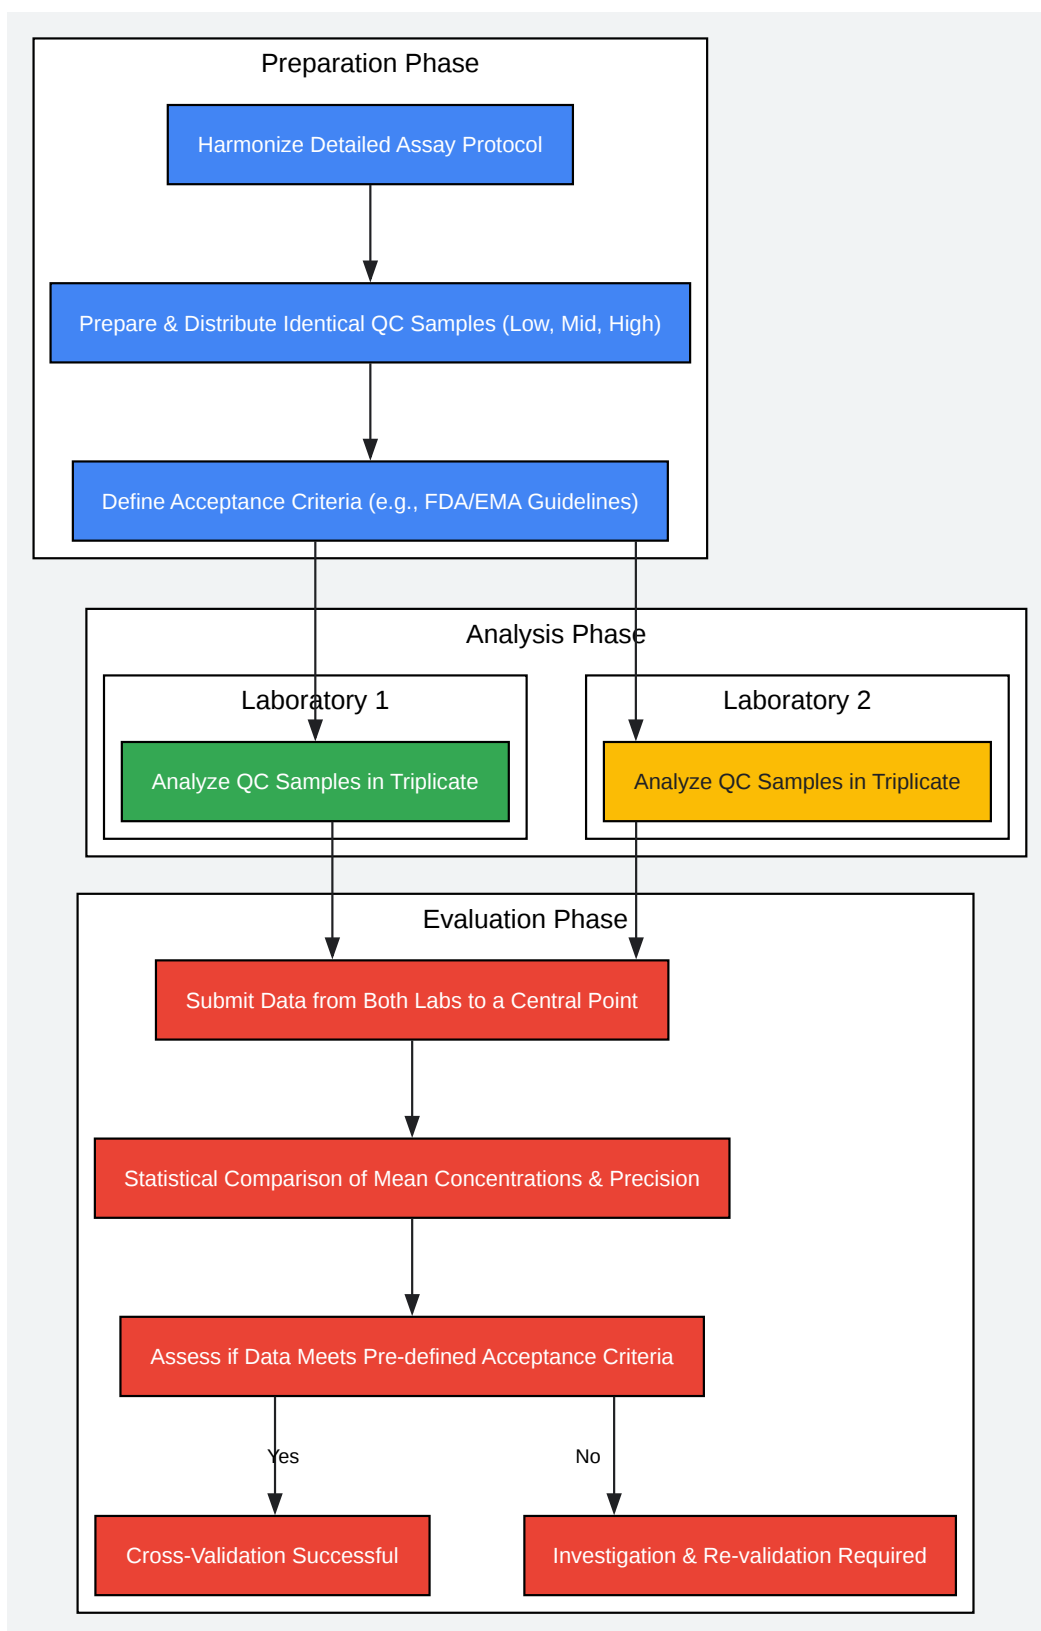 Preparation Phase
Harmonize Detailed Assay Protocol
Prepare & Distribute Identical QC Samples (Low, Mid, High)
Define Acceptance Criteria (e.g., FDA/EMA Guidelines)
Analysis Phase
Laboratory 1
Laboratory 2
Analyze QC Samples in Triplicate
Analyze QC Samples in Triplicate
Evaluation Phase
Submit Data from Both Labs to a Central Point
Statistical Comparison of Mean Concentrations & Precision
Assess if Data Meets Pre-defined Acceptance Criteria
Yes
No
Cross-Validation Successful
Investigation & Re-validation Required